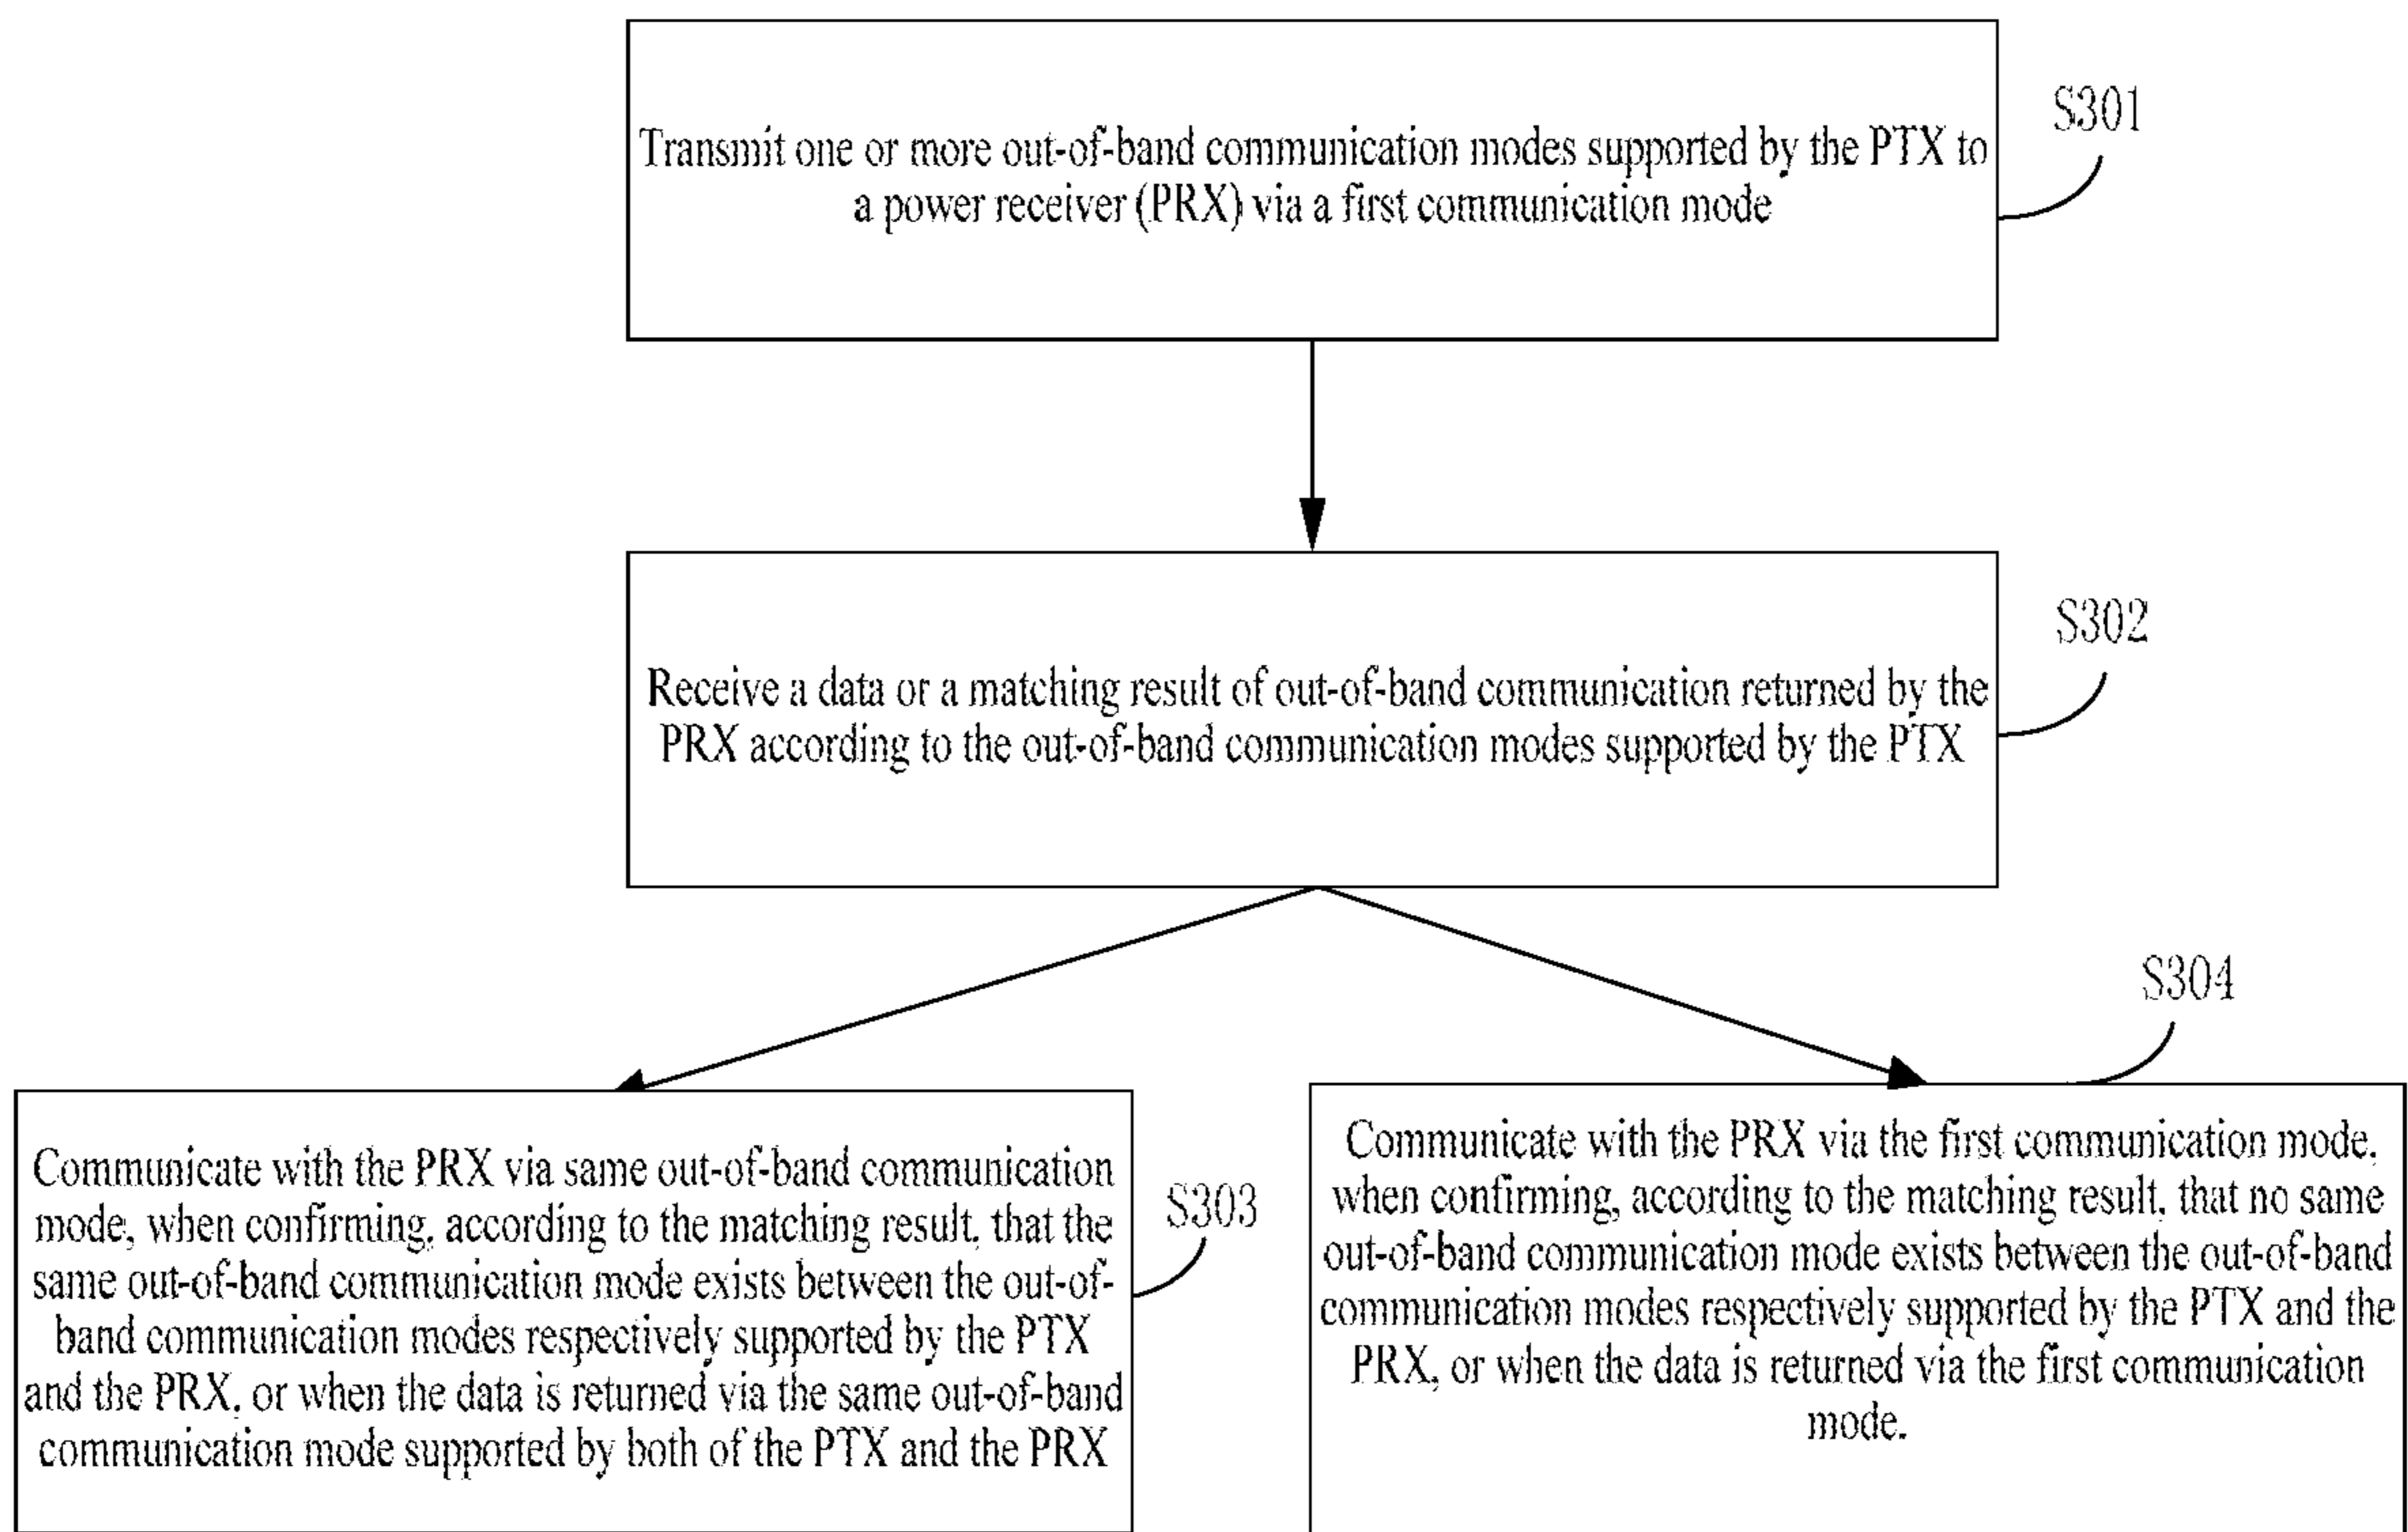 Transmit one or more out-of-band communication modes supported by the PTX to
a power receiver (PRX) via a first communication mode
S301
Receive a data or a matching result of out-of-band communication returned by the
PRX according to the out-of-band communication modes supported by the PTX
S302
Communicate with the PRX via same out-of-band communication
mode, when confirming, according to the matching result, that the
same out-of-band communication mode exists between the out-of-
band communication modes respectively supported by the PTX
and the PRX, or when the data is returned via the same out-of-band
communication mode supported by both of the PTX and the PRX
S303
Communicate with the PRX via the first communication mode,
when confirming, according to the matching result, that no same
out-of-band communication mode exists between the out-of-band
communication modes respectively supported by the PTX and the
PRX, or when the data is returned via the first communication
mode.
S304